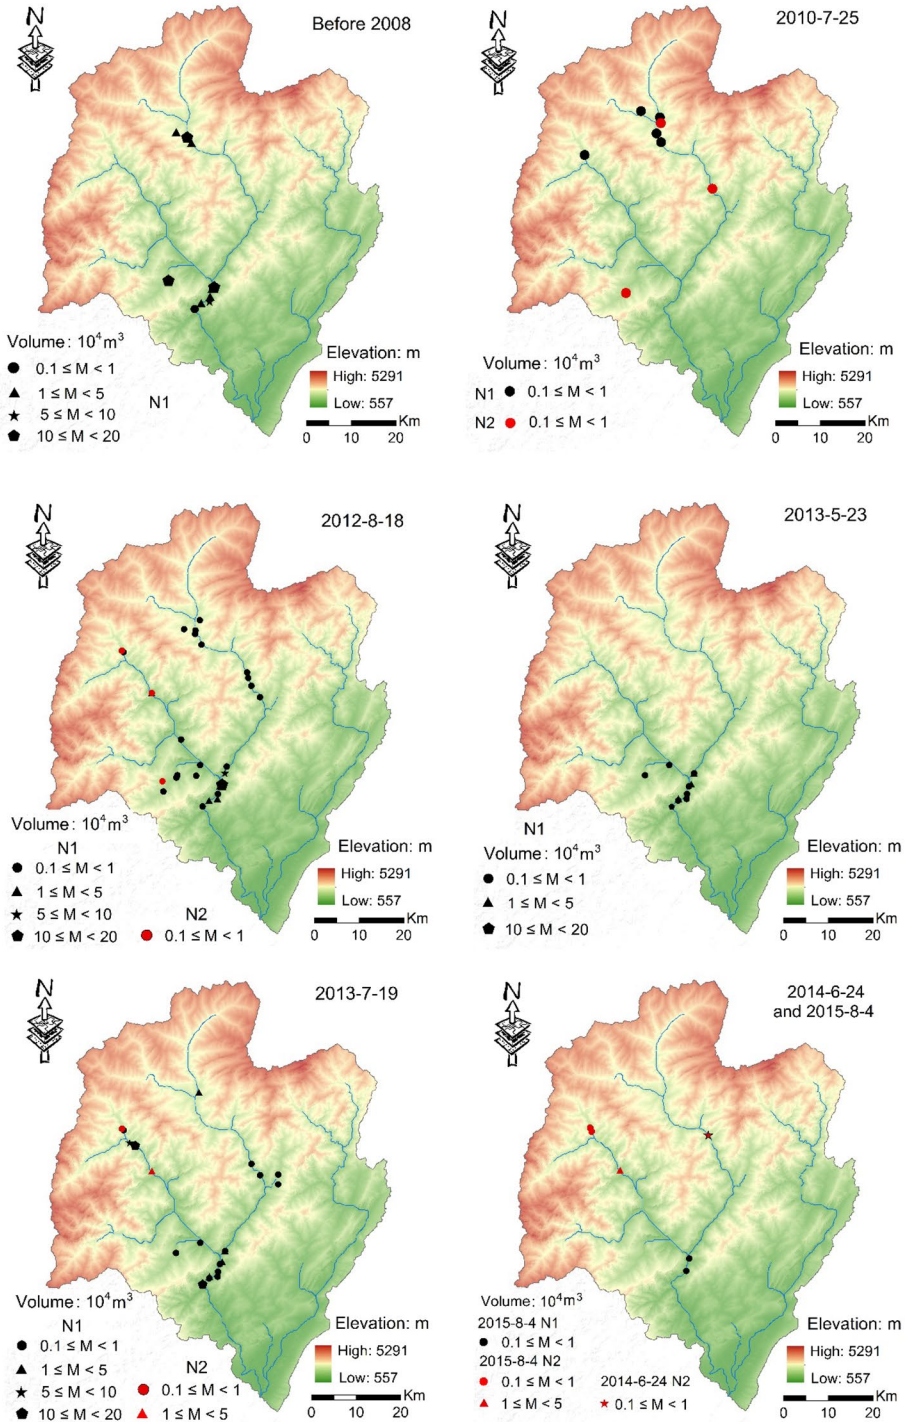 N
Before 2008
Volume: 10⁴m³
0.1 ≤ M < 1
1 ≤ M < 5
5 ≤ M < 10
10 ≤ M < 20
N1
Elevation: m
High: 5291
Low: 557
Km
0 10 20
N
2010-7-25
Volume: 10⁴m³
N1 0.1 ≤ M < 1
N2 0.1 ≤ M < 1
Elevation: m
High: 5291
Low: 557
Km
0 10 20
N
2012-8-18
Volume: 10⁴m³
N1
0.1 ≤ M < 1
1 ≤ M < 5
5 ≤ M < 10
10 ≤ M < 20
N2
0.1 ≤ M < 1
Elevation: m
High: 5291
Low: 557
Km
0 10 20
N
2013-5-23
N1
Volume: 10⁴m³
0.1 ≤ M < 1
1 ≤ M < 5
10 ≤ M < 20
Elevation: m
High: 5291
Low: 557
Km
0 10 20
N
2013-7-19
Volume: 10⁴m³
N1
0.1 ≤ M < 1
1 ≤ M < 5
5 ≤ M < 10
10 ≤ M < 20
N2
0.1 ≤ M < 1
1 ≤ M < 5
Elevation: m
High: 5291
Low: 557
Km
0 10 20
N
2014-6-24
and 2015-8-4
Volume: 10⁴m³
2015-8-4 N1
0.1 ≤ M < 1
2015-8-4 N2
0.1 ≤ M < 1
1 ≤ M < 5
2014-6-24 N2
0.1 ≤ M < 1
Elevation: m
High: 5291
Low: 557
Km
0 10 20